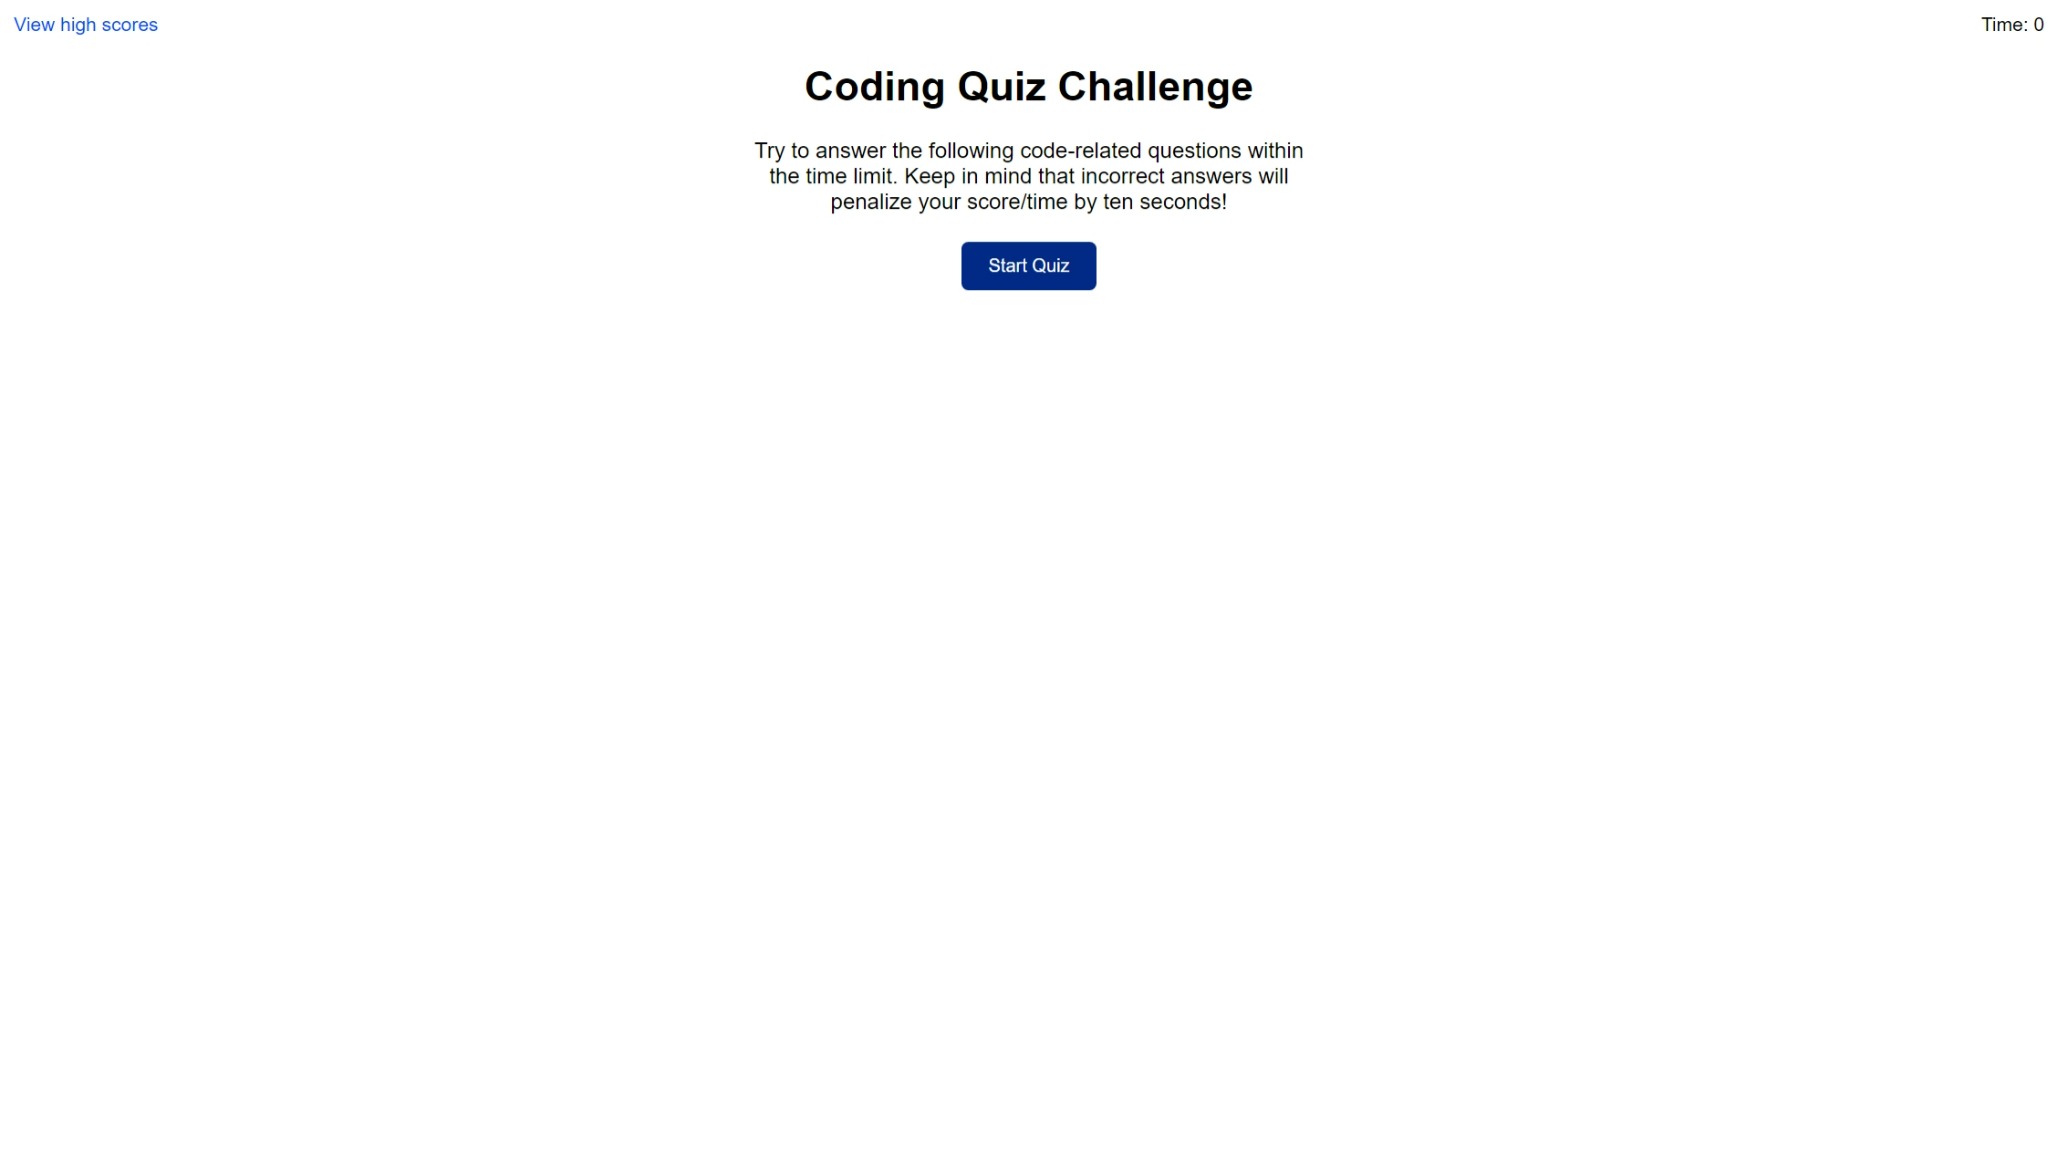 View high scores
Time: 0
Coding Quiz Challenge
Try to answer the following code-related questions within
the time limit. Keep in mind that incorrect answers will
penalize your score/time by ten seconds!
Start Quiz